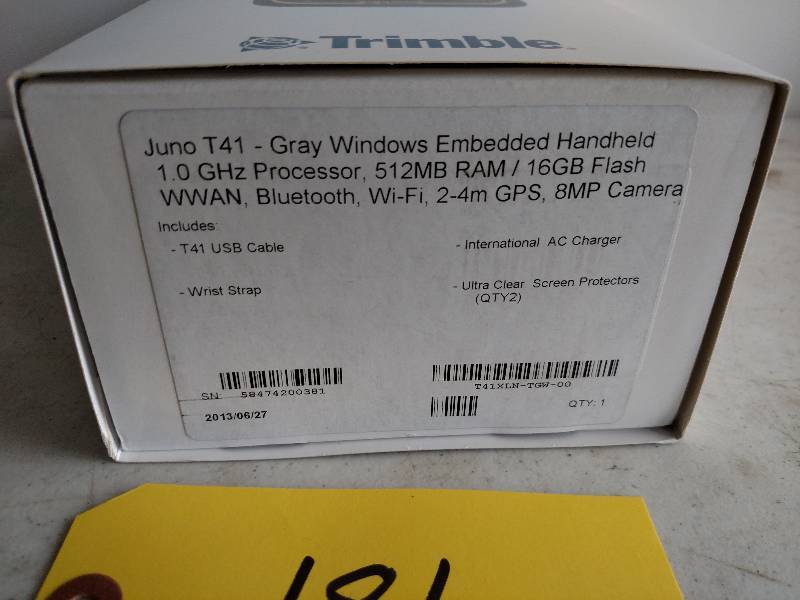 Trimble
Juno T41 - Gray Windows Embedded Handheld
1.0 GHz Processor, 512MB RAM / 16GB Flash
WWAN, Bluetooth, Wi-Fi, 2-4m GPS, 8MP Camera
Includes:
- T41 USB Cable
- International AC Charger
- Wrist Strap
- Ultra Clear Screen Protectors
(QTY2)
SN: 58474200381
T41XLN-TGW-00
2013/06/27
QTY: 1
181